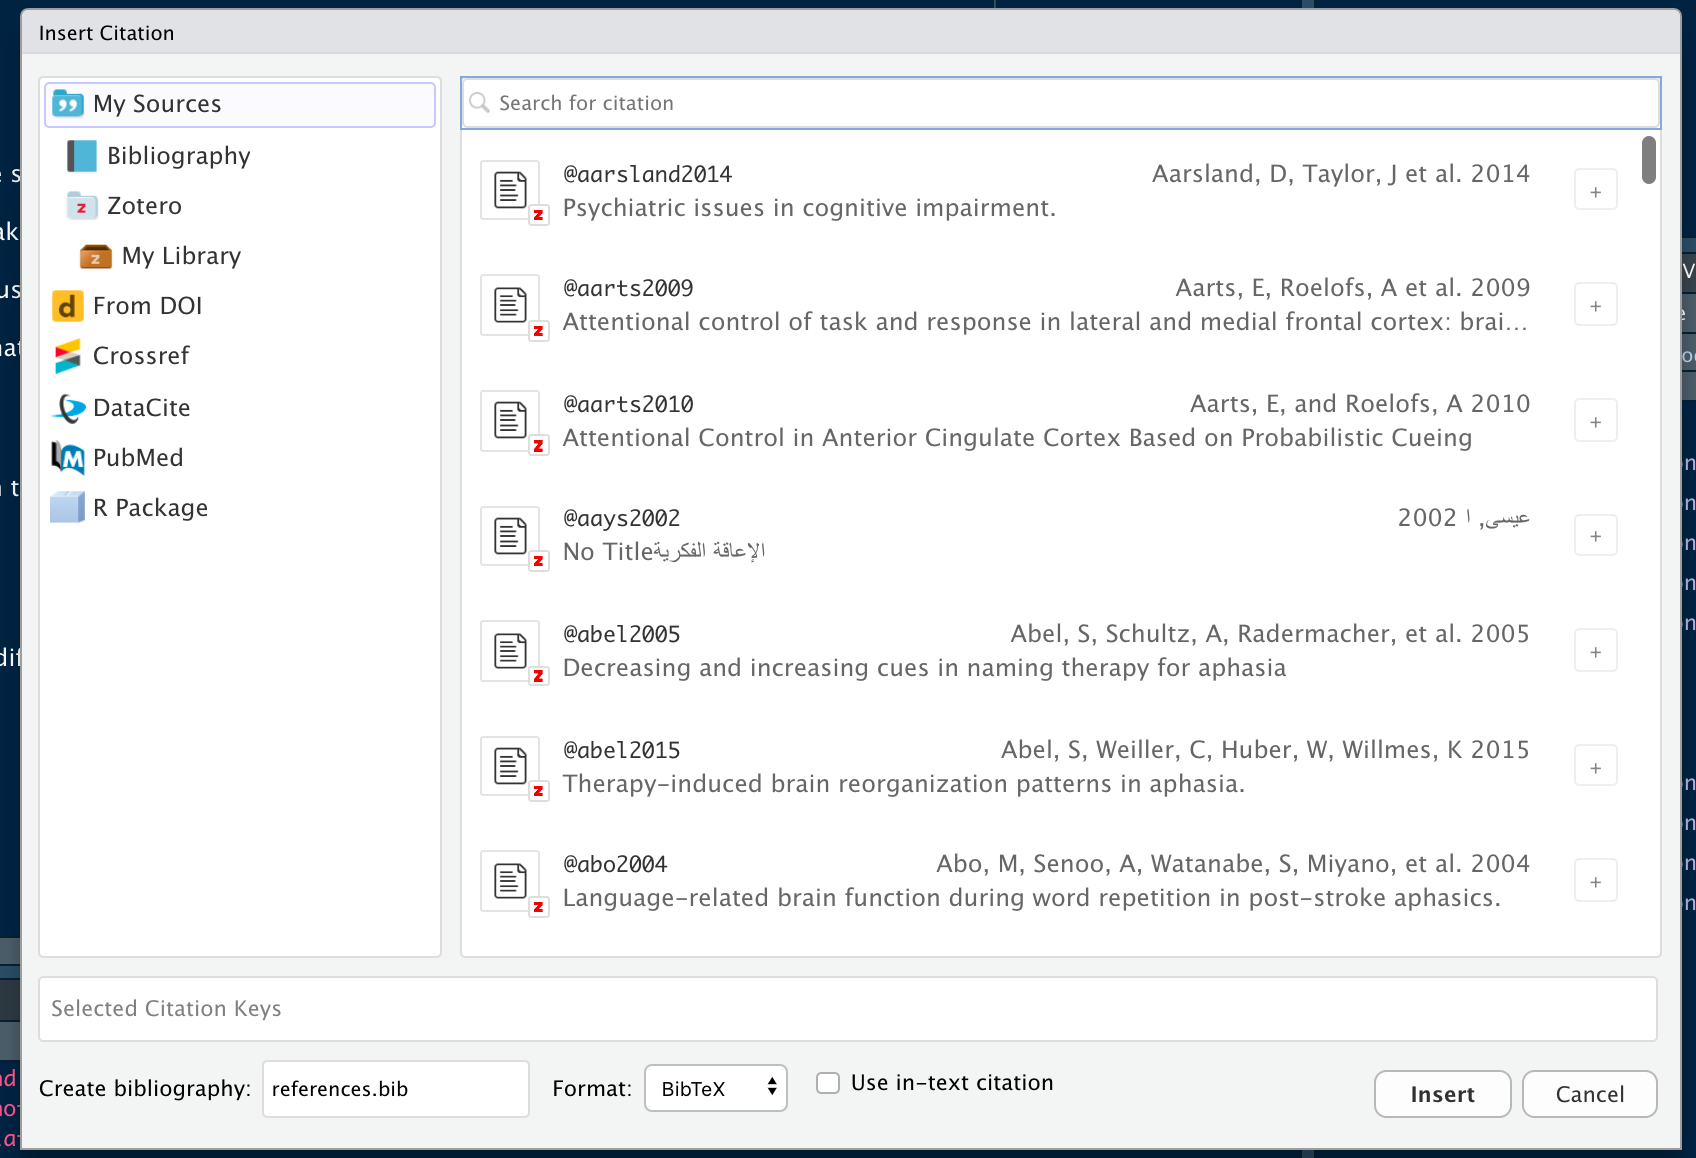 Insert Citation
My Sources
Bibliography
Zotero
My Library
From DOI
Crossref
DataCite
PubMed
R Package
Search for citation
@aarsland2014
Aarsland, D, Taylor, J et al. 2014
Psychiatric issues in cognitive impairment.
@aarts2009
Aarts, E, Roelofs, A et al. 2009
Attentional control of task and response in lateral and medial frontal cortex: brai...
@aarts2010
Aarts, E, and Roelofs, A 2010
Attentional Control in Anterior Cingulate Cortex Based on Probabilistic Cueing
@aays2002
عيسى, ا 2002
No Titleالإعاقة الفكرية
@abel2005
Abel, S, Schultz, A, Radermacher, et al. 2005
Decreasing and increasing cues in naming therapy for aphasia
@abel2015
Abel, S, Weiller, C, Huber, W, Willmes, K 2015
Therapy-induced brain reorganization patterns in aphasia.
@abo2004
Abo, M, Senoo, A, Watanabe, S, Miyano, et al. 2004
Language-related brain function during word repetition in post-stroke aphasics.
Selected Citation Keys
Create bibliography: references.bib Format: BibTeX Use in-text citation
Insert Cancel